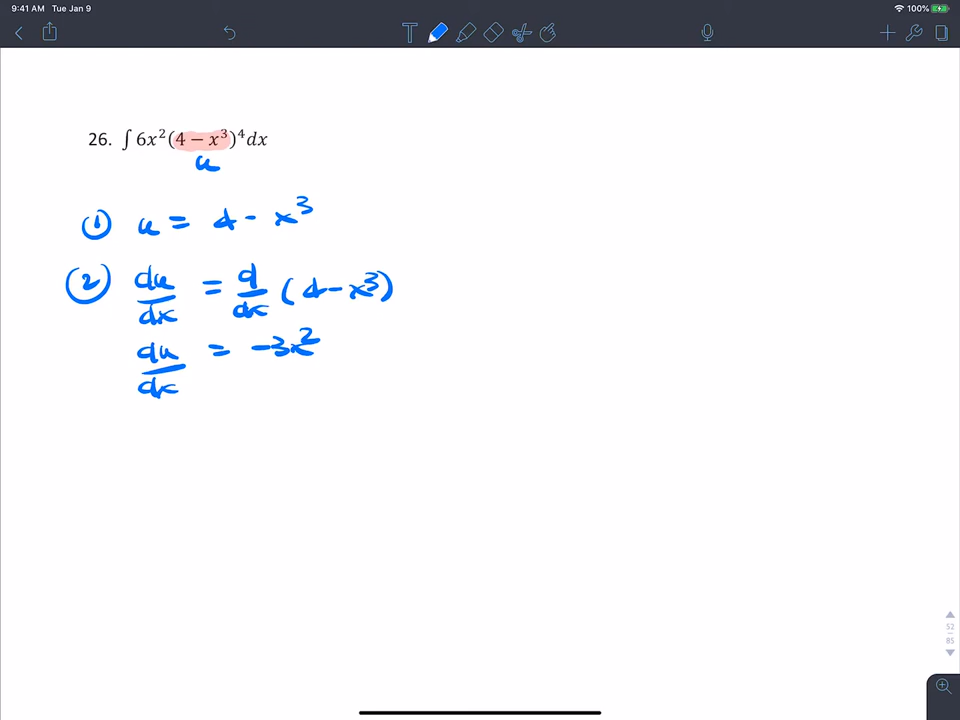 9:41 AM Tue Jan 9
100%
T
26. ∫ 6x²(4 − x³)⁴dx
u
① u = 4 - x³
② du/dx = d/dx (4 - x³)
du/dx = -3x²
52
85